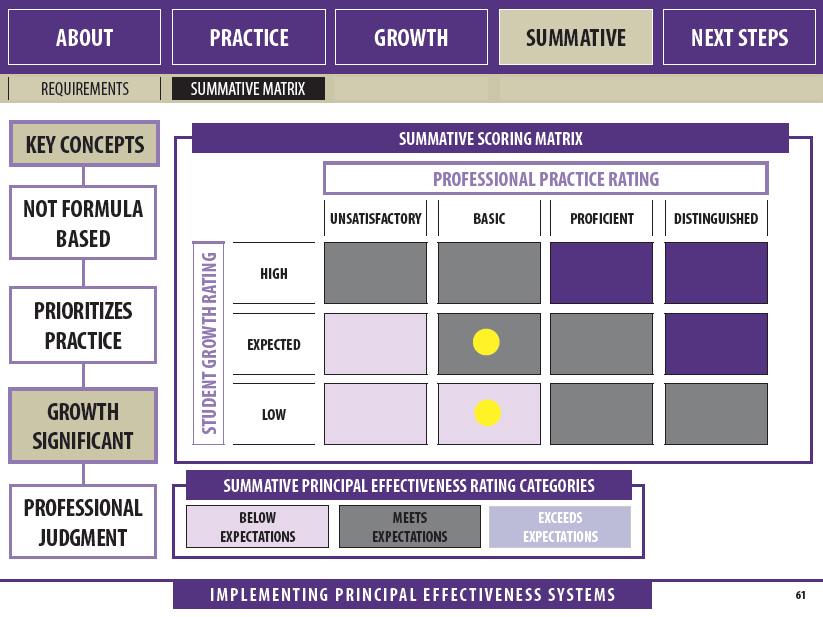 ABOUT
PRACTICE
GROWTH
SUMMATIVE
NEXT STEPS
REQUIREMENTS
SUMMATIVE MATRIX
KEY CONCEPTS
NOT FORMULA
BASED
PRIORITIZES
PRACTICE
GROWTH
SIGNIFICANT
PROFESSIONAL
JUDGMENT
SUMMATIVE SCORING MATRIX
PROFESSIONAL PRACTICE RATING
UNSATISFACTORY
BASIC
PROFICIENT
DISTINGUISHED
STUDENT GROWTH RATING
HIGH
EXPECTED
LOW
SUMMATIVE PRINCIPAL EFFECTIVENESS RATING CATEGORIES
BELOW
EXPECTATIONS
MEETS
EXPECTATIONS
EXCEEDS
EXPECTATIONS
IMPLEMENTING PRINCIPAL EFFECTIVENESS SYSTEMS
61